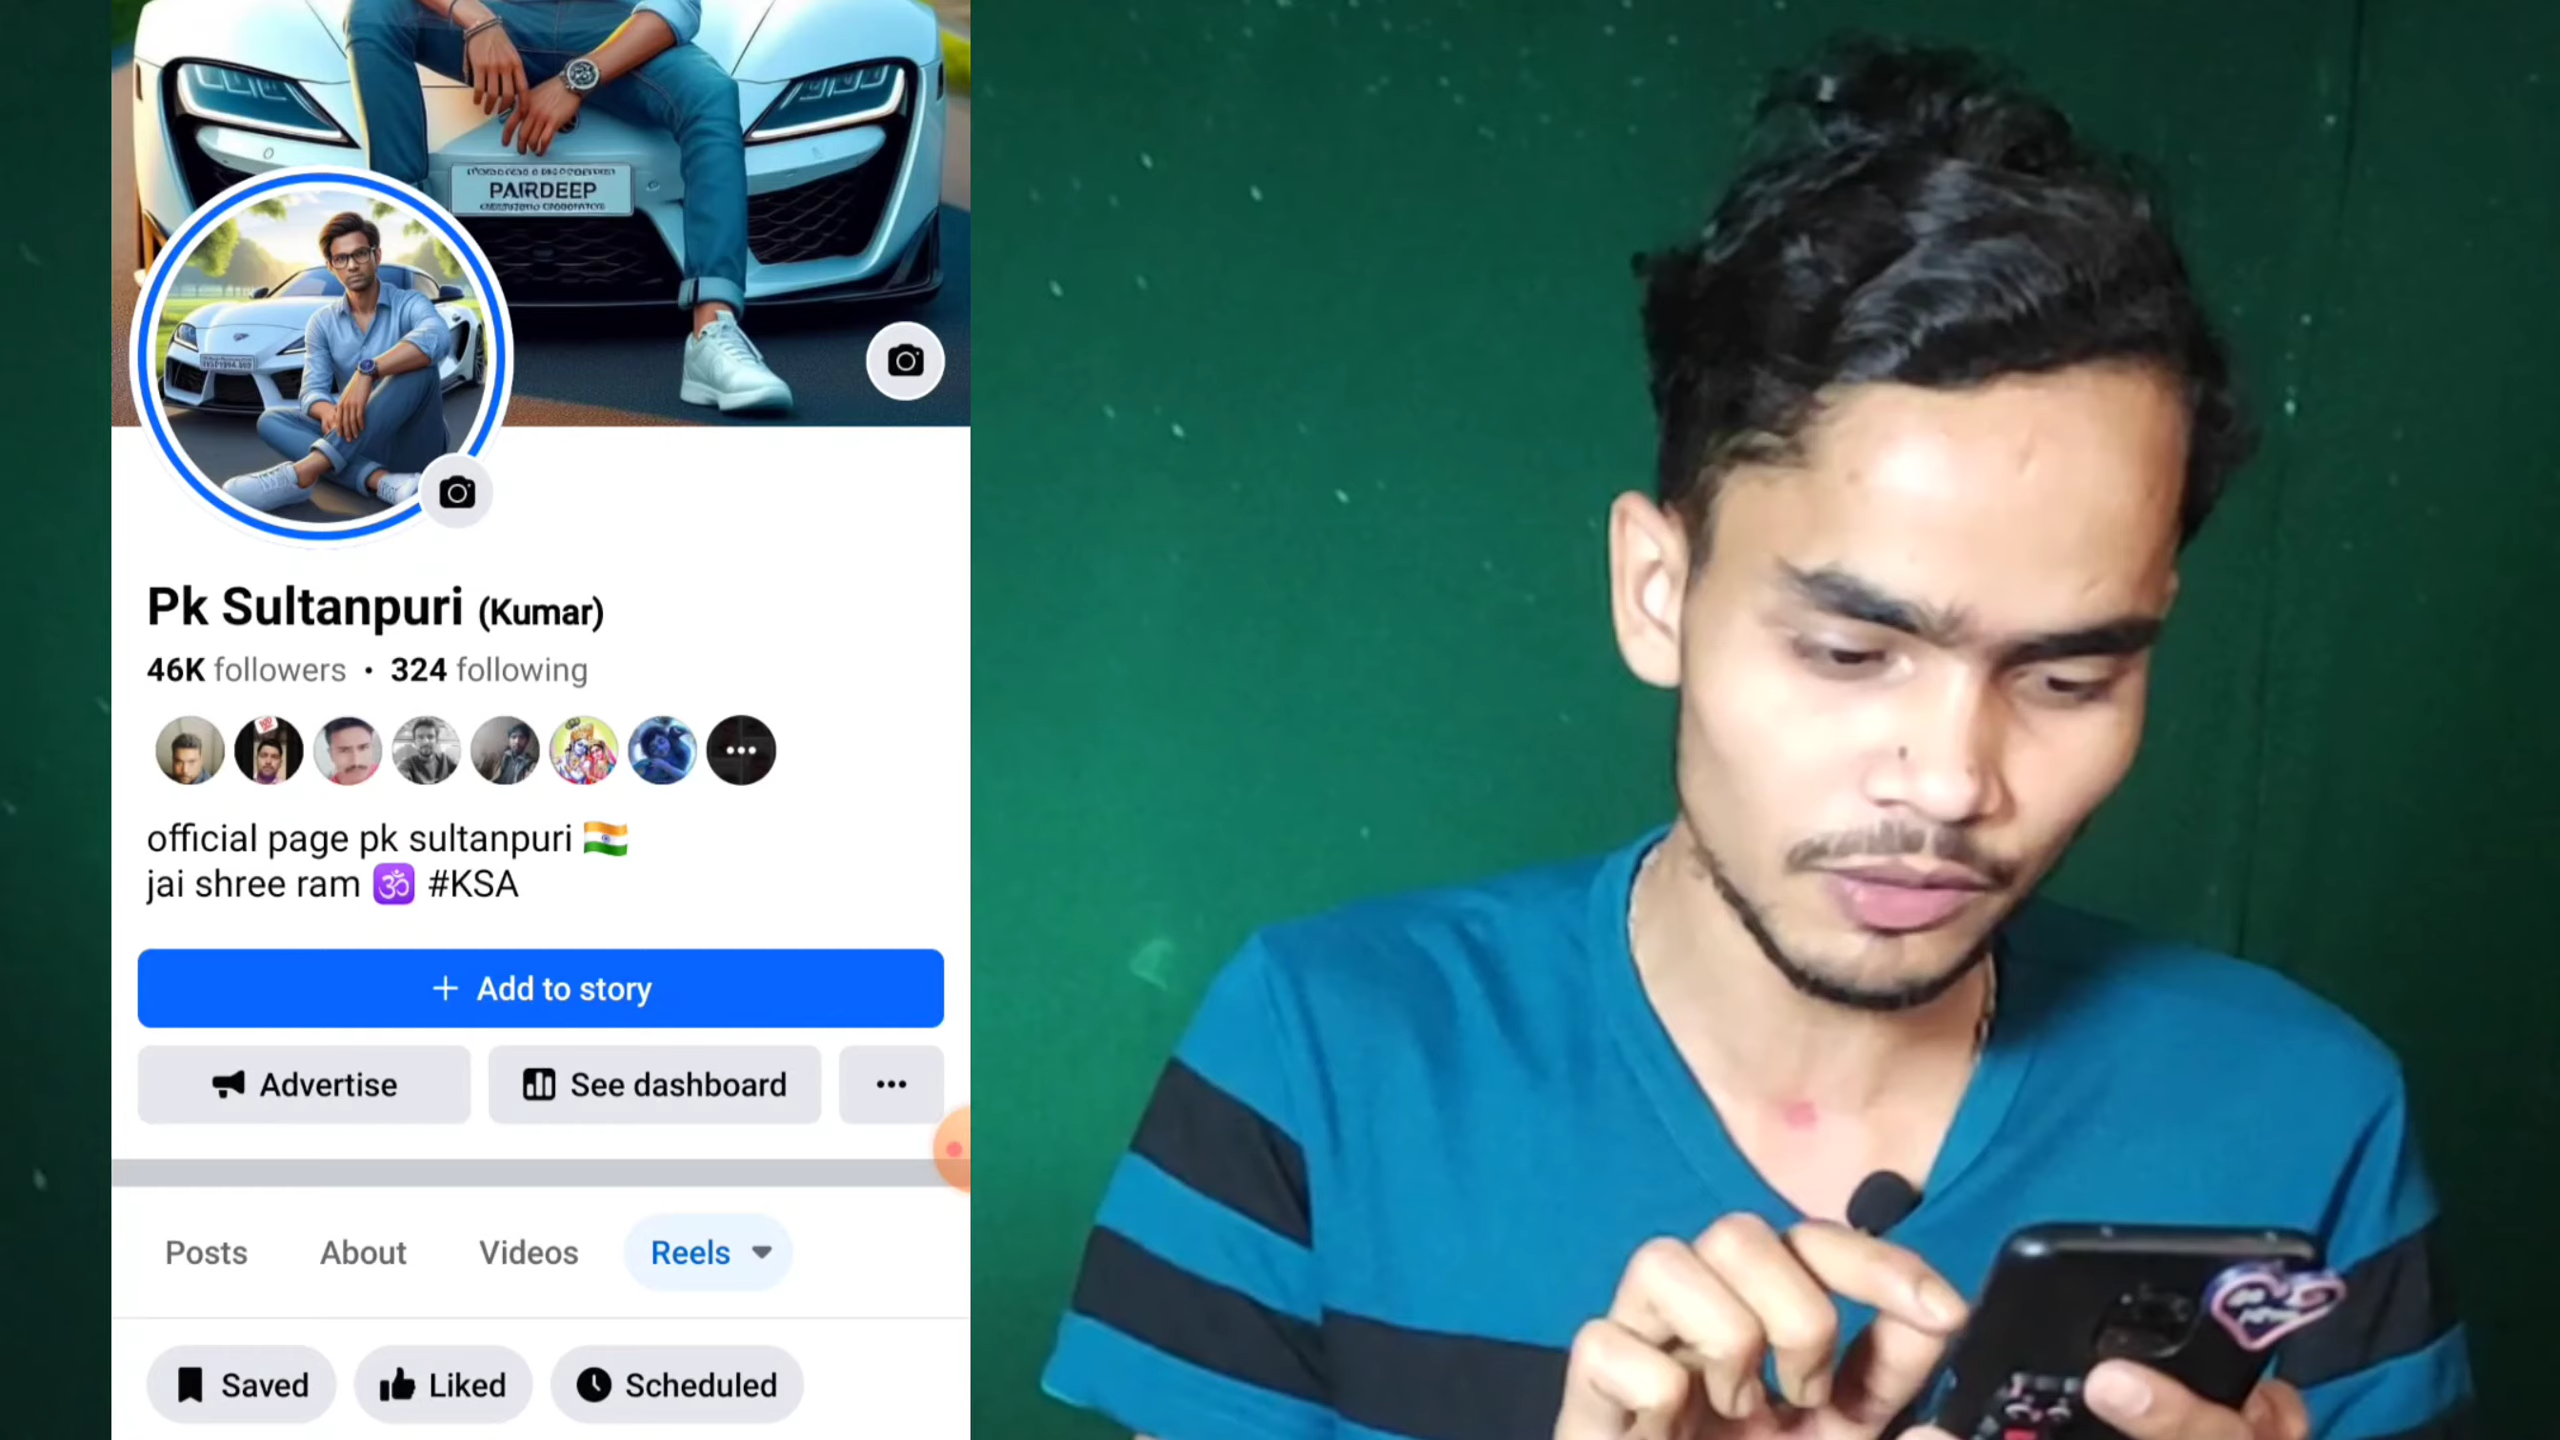 PAIRDEEP
Pk Sultanpuri (Kumar)
46K followers • 324 following
official page pk sultanpuri 🇮🇳
jai shree ram 🕉 #KSA
+ Add to story
Advertise
See dashboard
Posts
About
Videos
Reels
Saved
Liked
Scheduled